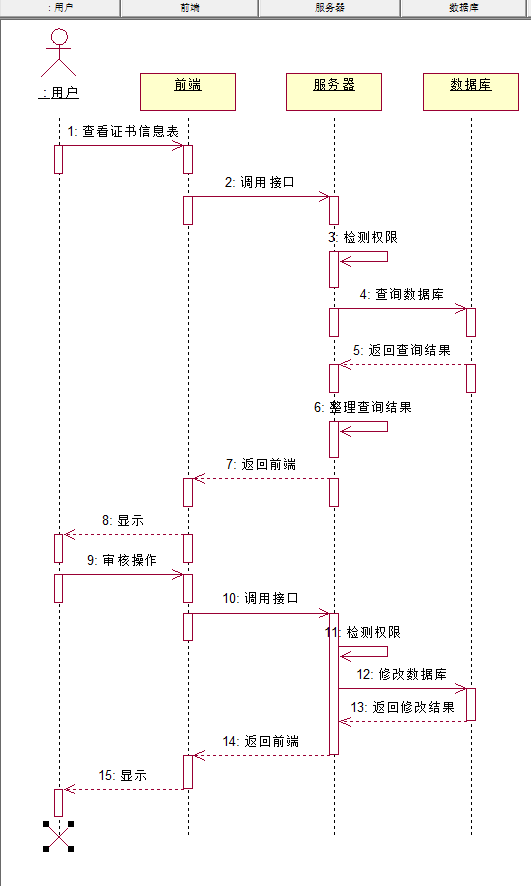 : 用户 前端 服务器 数据库
: 用户 前端 服务器 数据库
1: 查看证书信息表
2: 调用接口
3: 检测权限
4: 查询数据库
5: 返回查询结果
6: 整理查询结果
7: 返回前端
8: 显示
9: 审核操作
10: 调用接口
11: 检测权限
12: 修改数据库
13: 返回修改结果
14: 返回前端
15: 显示